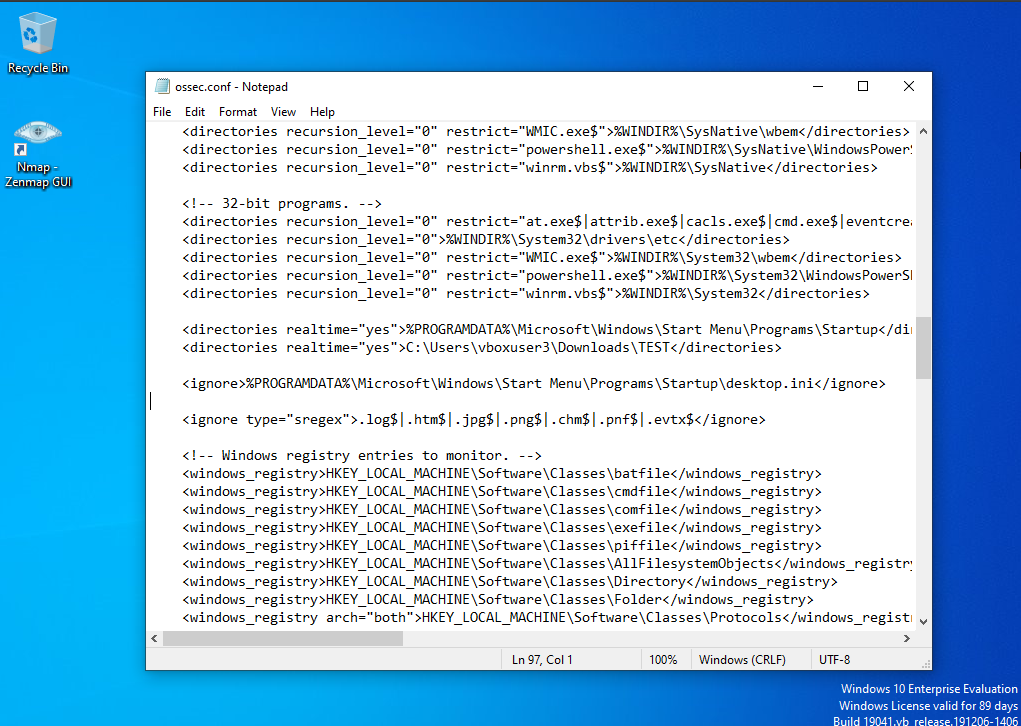 Recycle Bin
Nmap -
Zenmap GUI
ossec.conf - Notepad
File Edit Format View Help
<directories recursion_level="0" restrict="WMIC.exe$">%WINDIR%\SysNative\wbem</directories>
<directories recursion_level="0" restrict="powershell.exe$">%WINDIR%\SysNative\WindowsPowerS
<directories recursion_level="0" restrict="winrm.vbs$">%WINDIR%\SysNative</directories>
<!-- 32-bit programs. -->
<directories recursion_level="0" restrict="at.exe$|attrib.exe$|cacls.exe$|cmd.exe$|eventcrea
<directories recursion_level="0">%WINDIR%\System32\drivers\etc</directories>
<directories recursion_level="0" restrict="WMIC.exe$">%WINDIR%\System32\wbem</directories>
<directories recursion_level="0" restrict="powershell.exe$">%WINDIR%\System32\WindowsPowerSh
<directories recursion_level="0" restrict="winrm.vbs$">%WINDIR%\System32</directories>
<directories realtime="yes">%PROGRAMDATA%\Microsoft\Windows\Start Menu\Programs\Startup</dir
<directories realtime="yes">C:\Users\vboxuser3\Downloads\TEST</directories>
<ignore>%PROGRAMDATA%\Microsoft\Windows\Start Menu\Programs\Startup\desktop.ini</ignore>
<ignore type="sregex">.log$|.htm$|.jpg$|.png$|.chm$|.pnf$|.evtx$</ignore>
<!-- Windows registry entries to monitor. -->
<windows_registry>HKEY_LOCAL_MACHINE\Software\Classes\batfile</windows_registry>
<windows_registry>HKEY_LOCAL_MACHINE\Software\Classes\cmdfile</windows_registry>
<windows_registry>HKEY_LOCAL_MACHINE\Software\Classes\comfile</windows_registry>
<windows_registry>HKEY_LOCAL_MACHINE\Software\Classes\exefile</windows_registry>
<windows_registry>HKEY_LOCAL_MACHINE\Software\Classes\piffile</windows_registry>
<windows_registry>HKEY_LOCAL_MACHINE\Software\Classes\AllFilesystemObjects</windows_registry
<windows_registry>HKEY_LOCAL_MACHINE\Software\Classes\Directory</windows_registry>
<windows_registry>HKEY_LOCAL_MACHINE\Software\Classes\Folder</windows_registry>
<windows_registry arch="both">HKEY_LOCAL_MACHINE\Software\Classes\Protocols</windows_registr
Ln 97, Col 1 100% Windows (CRLF) UTF-8
Windows 10 Enterprise Evaluation
Windows License valid for 89 days
Build 19041.vb_release.191206-1406